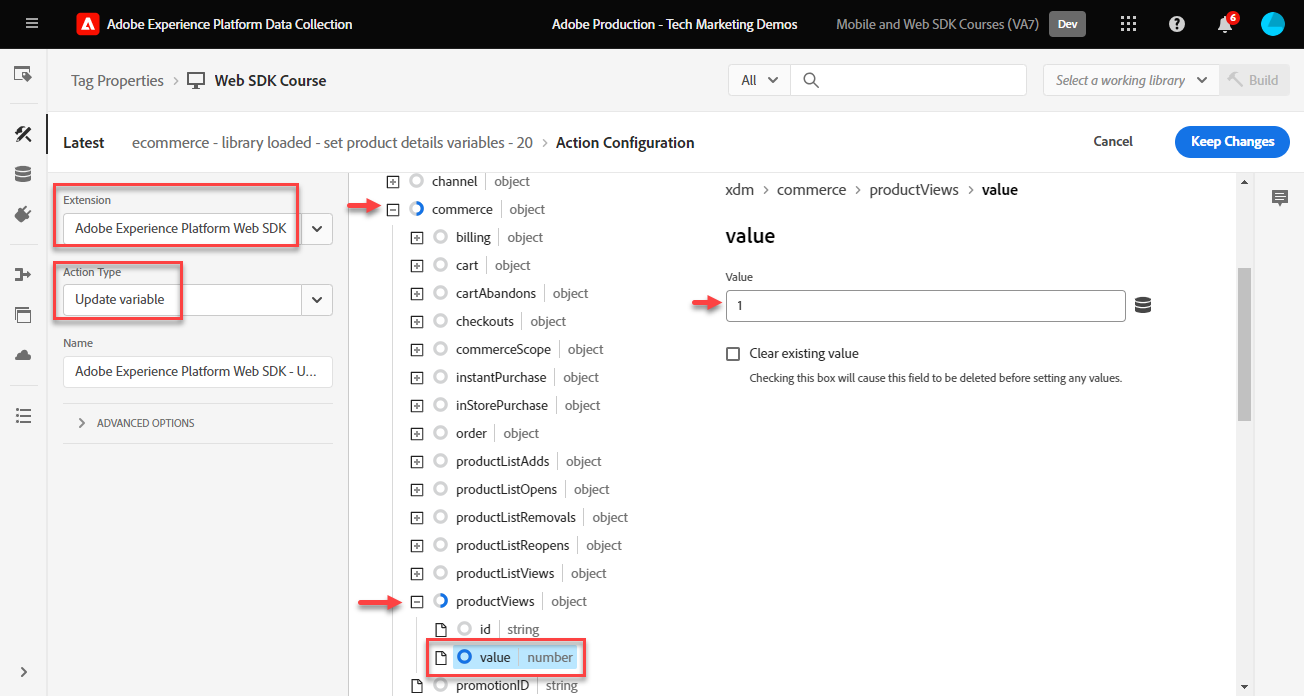 Adobe Experience Platform Data Collection
Adobe Production - Tech Marketing Demos
Mobile and Web SDK Courses (VA7)
Dev
6
Tag Properties > Web SDK Course
All
Select a working library
Build
Latest
ecommerce - library loaded - set product details variables - 20 > Action Configuration
Cancel
Keep Changes
Extension
Adobe Experience Platform Web SDK
Action Type
Update variable
Name
Adobe Experience Platform Web SDK - U...
ADVANCED OPTIONS
channel object
commerce object
billing object
cart object
cartAbandons object
checkouts object
commerceScope object
instantPurchase object
inStorePurchase object
order object
productListAdds object
productListOpens object
productListRemovals object
productListReopens object
productListViews object
productViews object
id string
value number
promotionID string
xdm > commerce > productViews > value
value
Value
1
Clear existing value
Checking this box will cause this field to be deleted before setting any values.